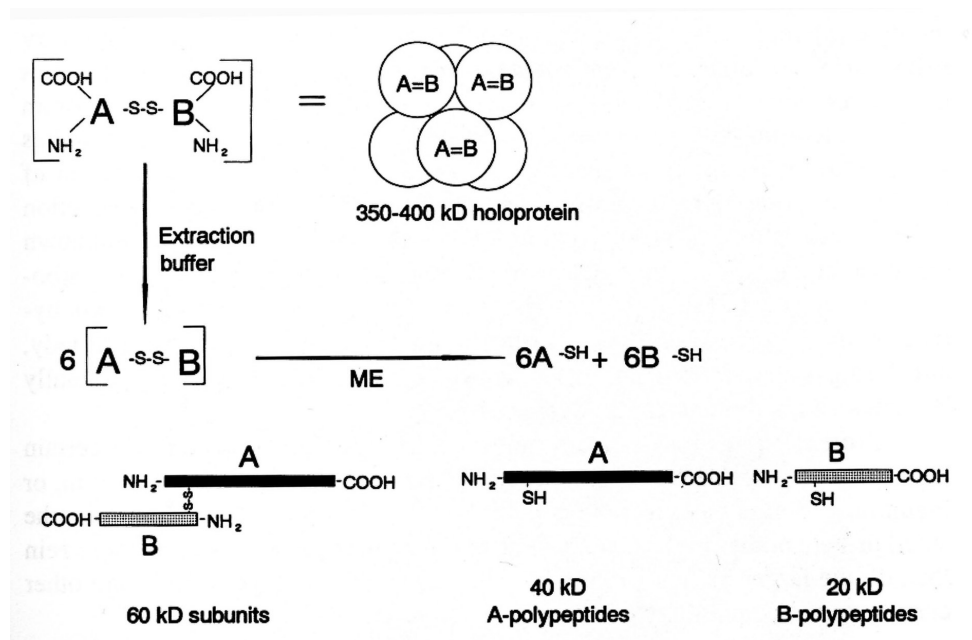 COOH COOH
A -S-S- B
NH₂ NH₂
=
A=B A=B
A=B
350-400 kD holoprotein
Extraction
buffer
6 [A -S-S- B]
ME
6A -SH + 6B -SH
A
NH₂- -COOH
S-S
COOH- -NH₂
B
60 kD subunits
A
NH₂- -COOH
SH
40 kD
A-polypeptides
B
NH₂- -COOH
SH
20 kD
B-polypeptides